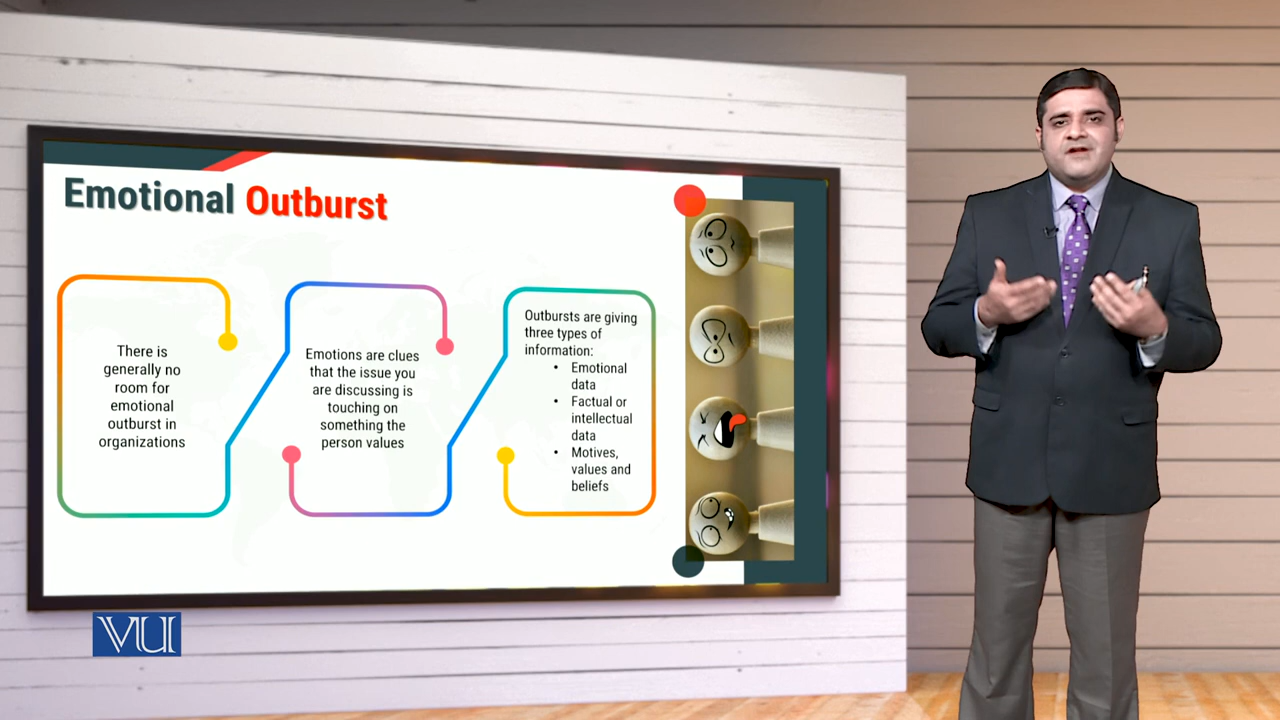 Emotional Outburst
There is
generally no
room for
emotional
outburst in
organizations
Emotions are clues
that the issue you
are discussing is
touching on
something the
person values
Outbursts are giving
three types of
information:
• Emotional
data
• Factual or
intellectual
data
• Motives,
values and
beliefs
VU